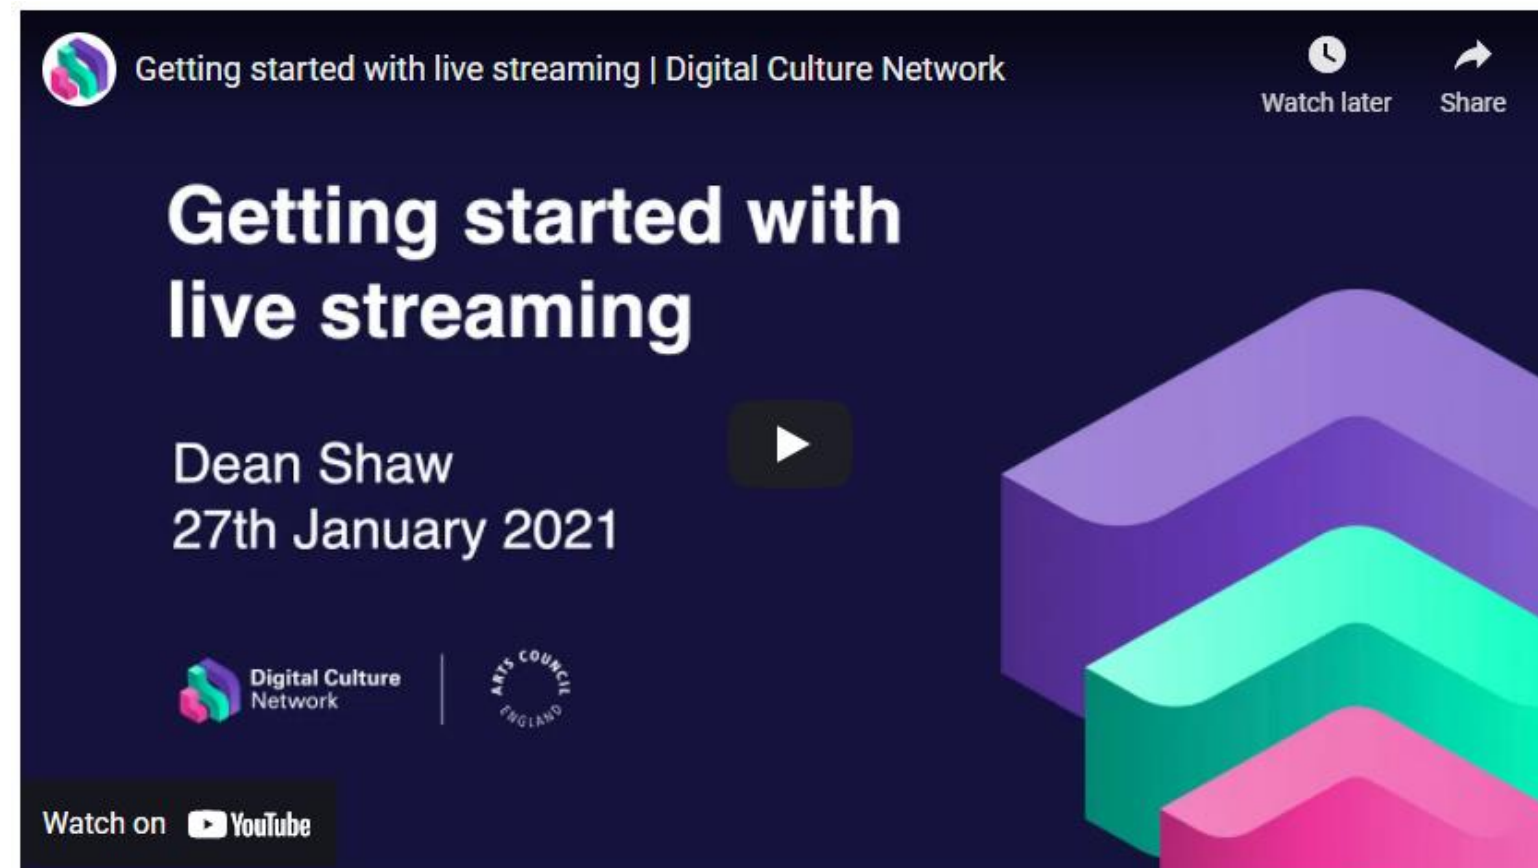 Getting started with live streaming | Digital Culture Network
Watch later
Share
Getting started with
live streaming
Dean Shaw
27th January 2021
Digital Culture
Network
ARTS COUNCIL
ENGLAND
Watch on YouTube